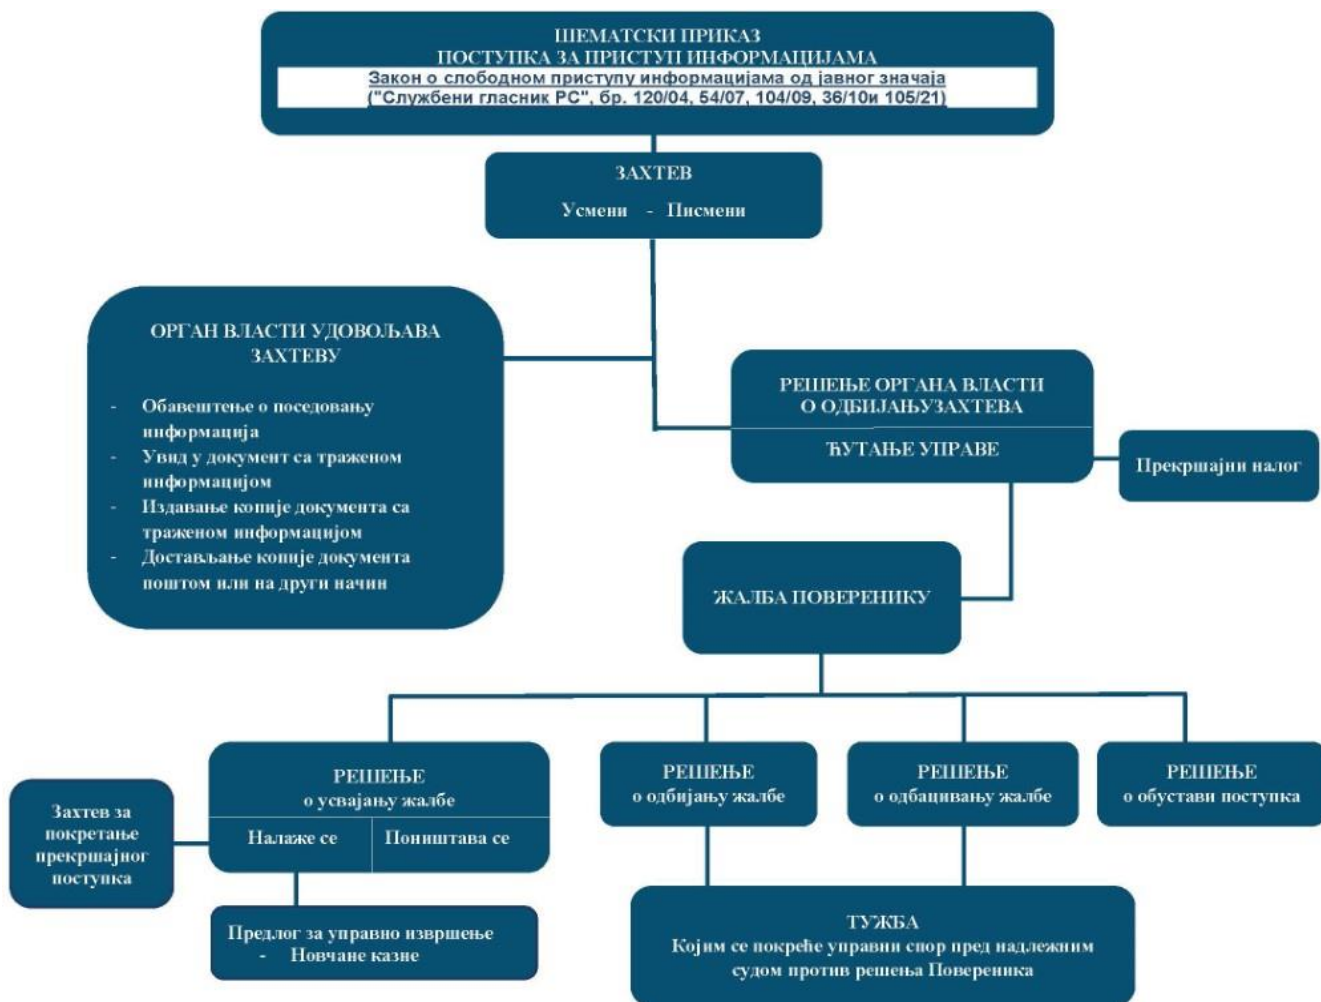 ШЕМАТСКИ ПРИКАЗ
ПОСТУПКА ЗА ПРИСТУП ИНФОРМАЦИЈАМА
Закон о слободном приступу информацијама од јавног значаја
("Службени гласник РС", бр. 120/04, 54/07, 104/09, 36/10и 105/21)
ЗАХТЕВ
Усмени - Писмени
ОРГАН ВЛАСТИ УДОВОЉАВА
ЗАХТЕВУ
- Обавештење о поседовању
информација
- Увид у документ са траженом
информацијом
- Издавање копије документа са
траженом информацијом
- Достављање копије документа
поштом или на други начин
РЕШЕЊЕ ОРГАНА ВЛАСТИ
О ОДБИЈАЊУЗАХТЕВА
ЋУТАЊЕ УПРАВЕ
Прекршајни налог
ЖАЛБА ПОВЕРЕНИКУ
Захтев за
покретање
прекршајног
поступка
РЕШЕЊЕ
о усвајању жалбе
Налаже се
Поништава се
РЕШЕЊЕ
о одбијању жалбе
РЕШЕЊЕ
о одбацивању жалбе
РЕШЕЊЕ
о обустави поступка
Предлог за управно извршење
- Новчане казне
ТУЖБА
Којим се покреће управни спор пред надлежним
судом против решења Повереника